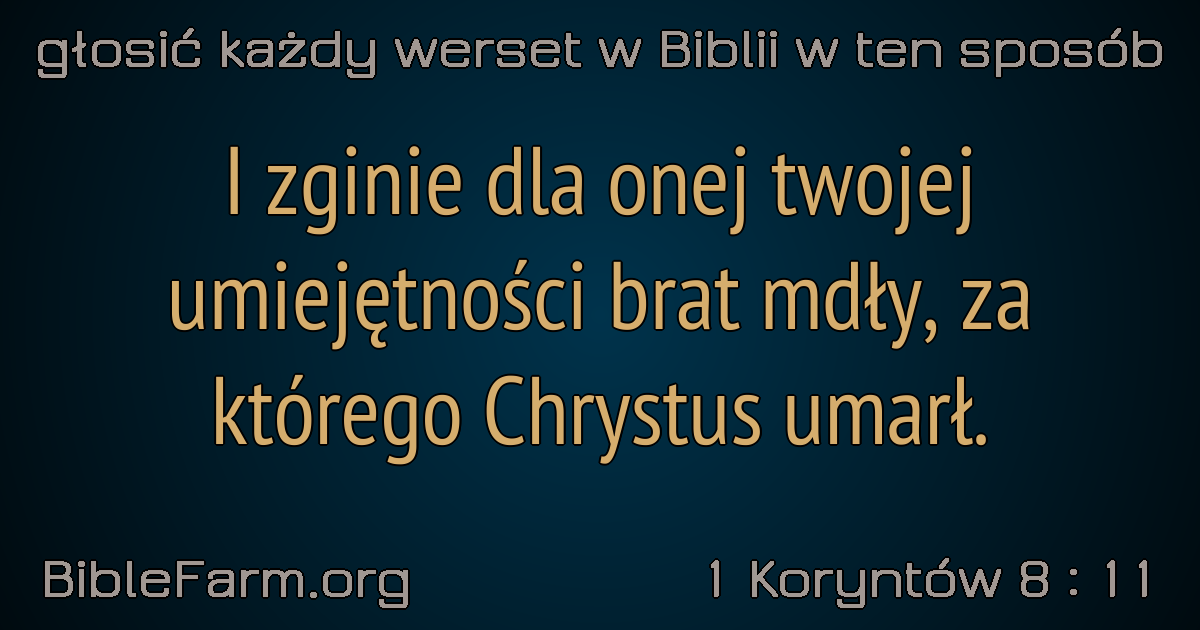 głosić każdy werset w Biblii w ten sposób
I zginie dla onej twojej
umiejętności brat mdły, za
którego Chrystus umarł.
BibleFarm.org
1 Koryntów 8 : 11